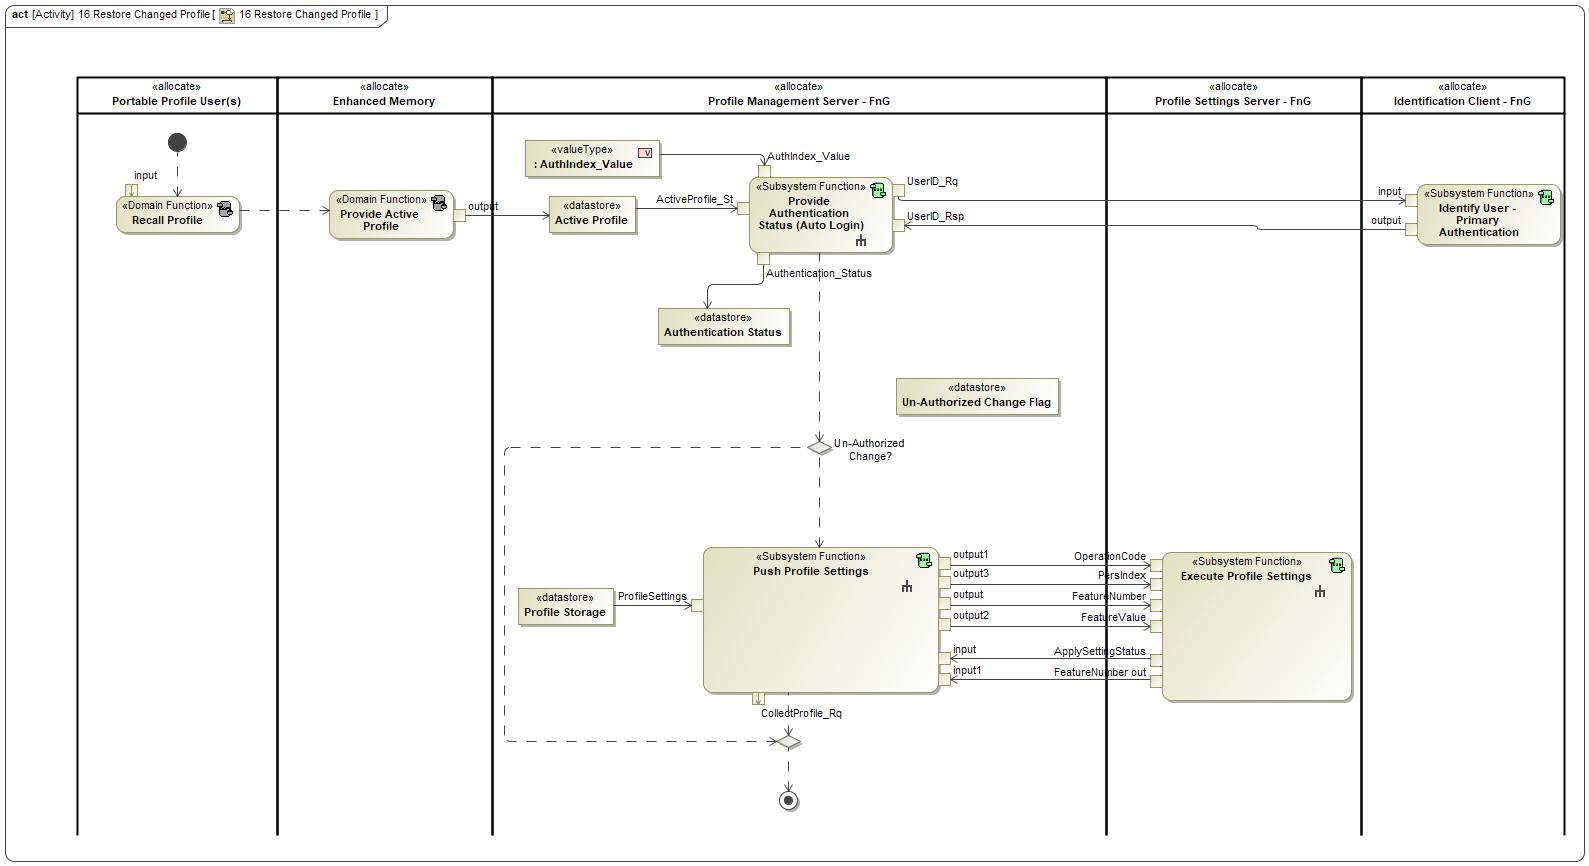 act [Activity] 16 Restore Changed Profile [ 16 Restore Changed Profile ]
«allocate»
Portable Profile User(s)
«allocate»
Enhanced Memory
«allocate»
Profile Management Server - FnG
«allocate»
Profile Settings Server - FnG
«allocate»
Identification Client - FnG
input
«Domain Function»
Recall Profile
«Domain Function»
Provide Active
Profile
output
«valueType»
: AuthIndex_Value
V
AuthIndex_Value
«datastore»
Active Profile
ActiveProfile_St
«Subsystem Function»
Provide
Authentication
Status (Auto Login)
UserID_Rq
UserID_Rsp
input
output
«Subsystem Function»
Identify User -
Primary
Authentication
Authentication_Status
«datastore»
Authentication Status
«datastore»
Un-Authorized Change Flag
Un-Authorized
Change?
«datastore»
Profile Storage
ProfileSettings
«Subsystem Function»
Push Profile Settings
output1
output3
output
output2
input
input1
OperationCode
PersIndex
FeatureNumber
FeatureValue
ApplySettingStatus
FeatureNumber out
«Subsystem Function»
Execute Profile Settings
CollectProfile_Rq